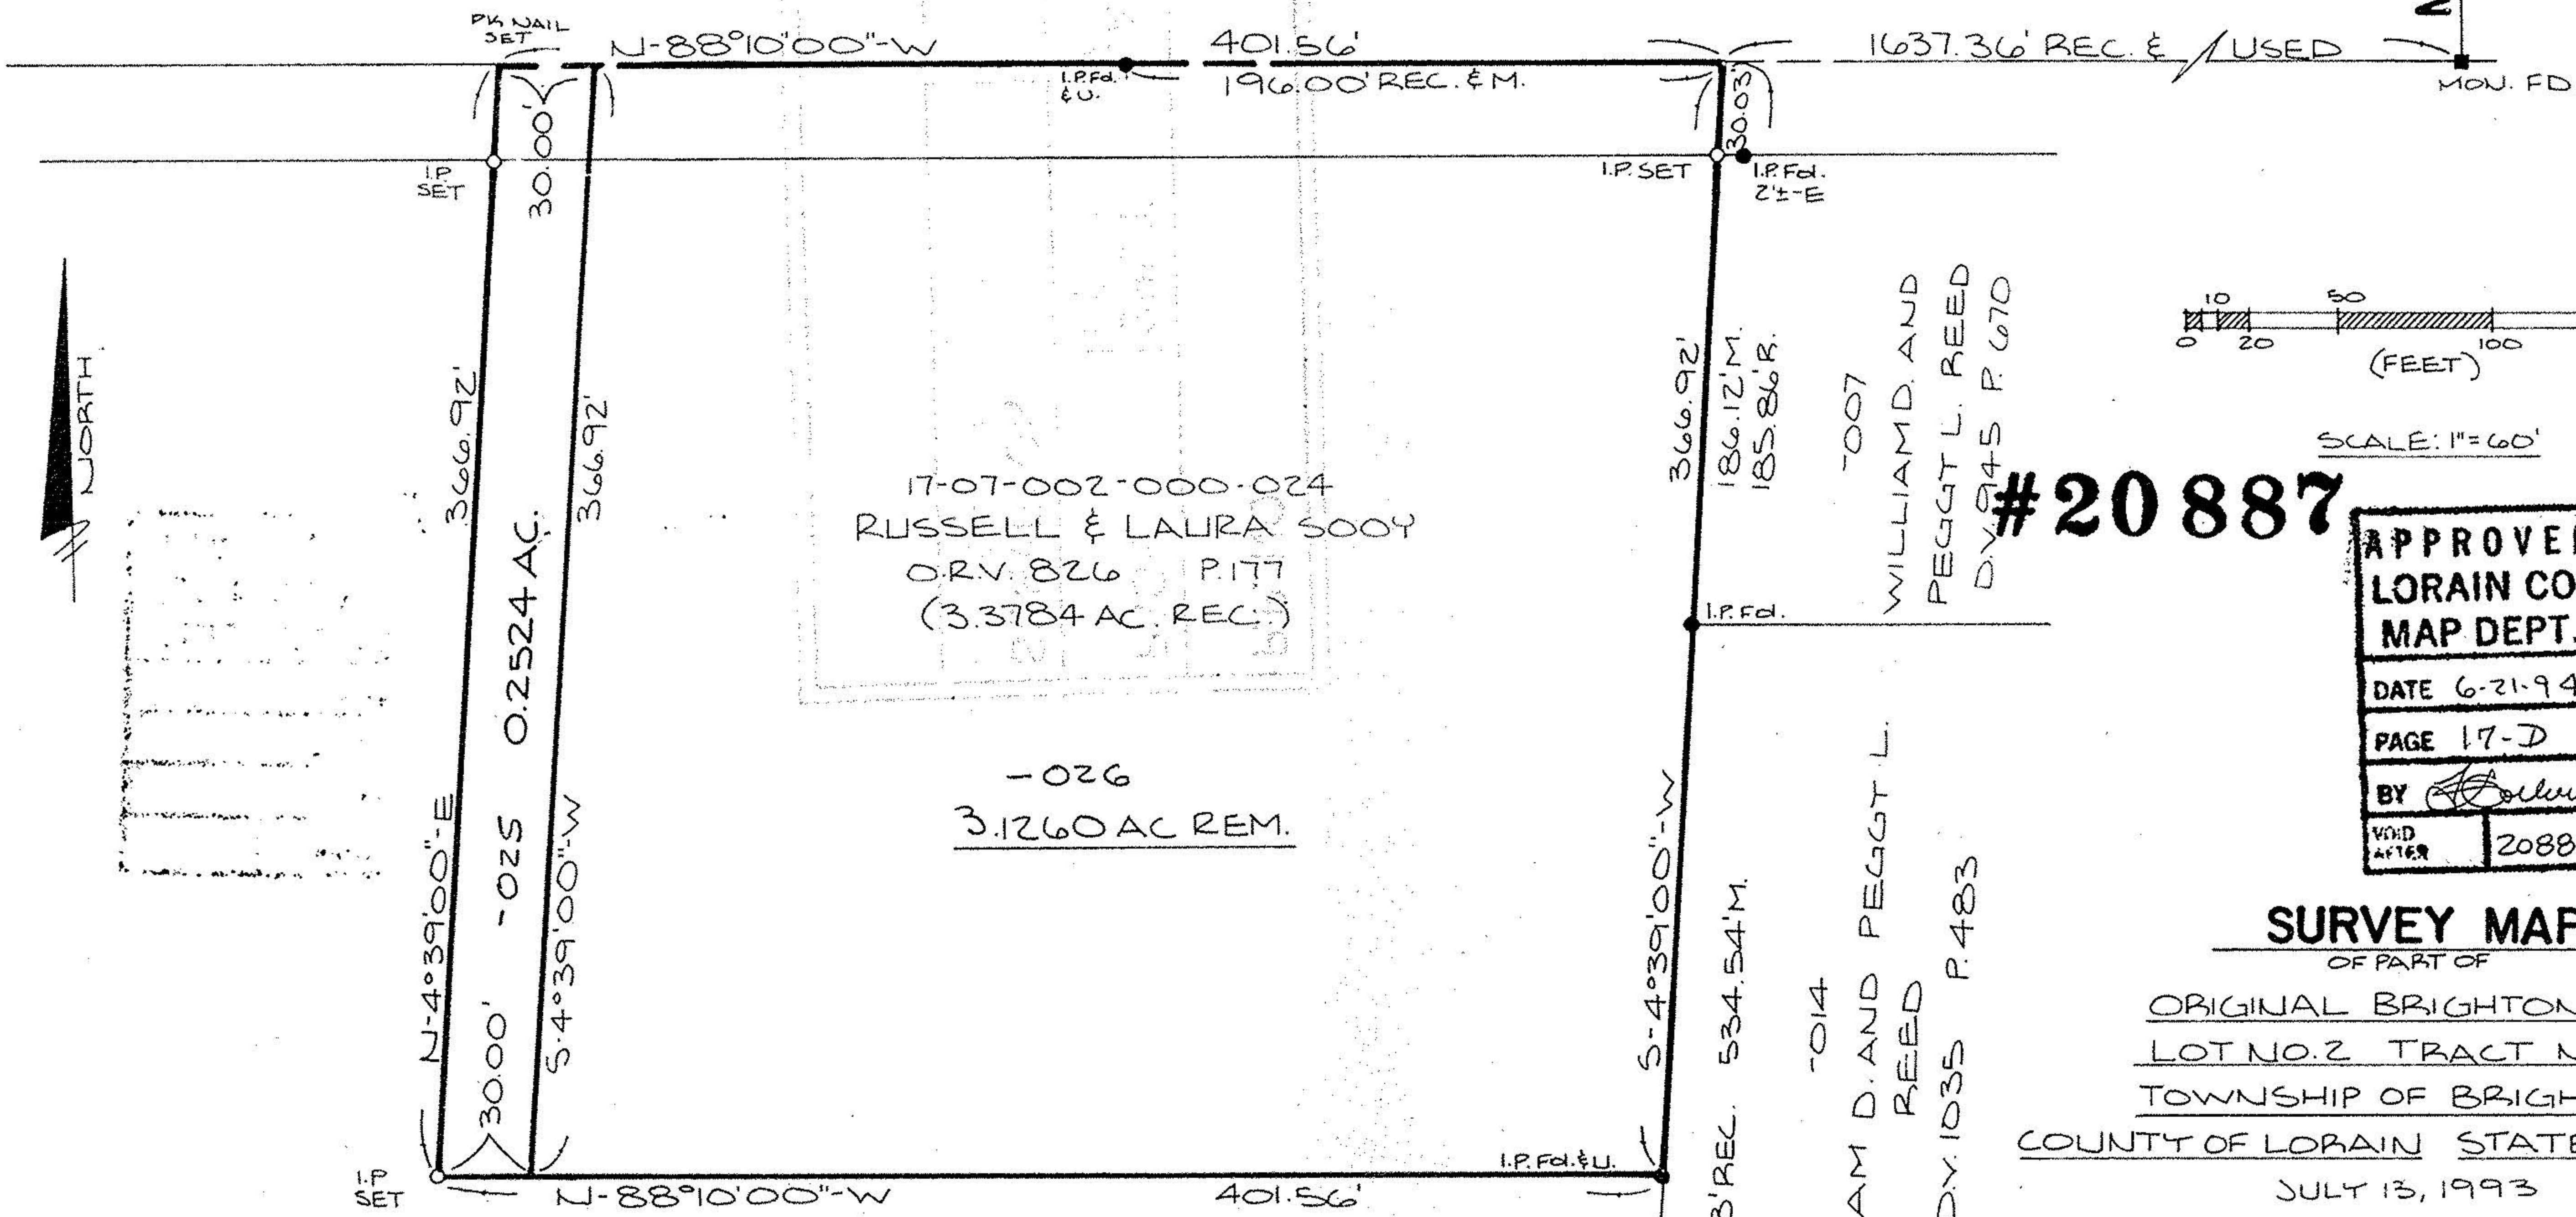 PK NAIL
SET
N-88°10'00"-W
401.56'
1637.36' REC. & USED
I.P.Fd.
& U.
196.00' REC. & M.
MON. FD
30.00'
30.03'
I.P.
SET
I.P. SET
I.P. Fd.
2'±-E
NORTH
366.92'
366.92'
366.92'
186.12' M.
185.86' R.
-007
WILLIAM D. AND
PEGGT L. REED
D.V. 945 P. 670
10 50
0 20 100
(FEET)
SCALE: 1"=60'
#20887
17-07-002-000-024
RUSSELL & LAURA SOOY
O.R.V. 826 P.177
(3.3784 AC. REC.)
0.2524 AC.
-025
I.P. Fd.
APPROVED
LORAIN CO
MAP DEPT.
DATE 6-21-94
PAGE 17-D
BY
VOID
AFTER 2088
-026
3.1260 AC REM.
N-4°39'00"-E
S-4°39'00"-W
S-4°39'00"-W
3' REC. 534.54' M.
-014
AM D. AND PEGGT L.
REED
D.V. 1035 P. 483
30.00'
I.P.
SET
N-88°10'00"-W
401.56'
I.P. Fd. & U.
SURVEY MAP
OF PART OF
ORIGINAL BRIGHTON
LOT NO. 2 TRACT N
TOWNSHIP OF BRIGH
COUNTY OF LORAIN STATE
JULY 13, 1993